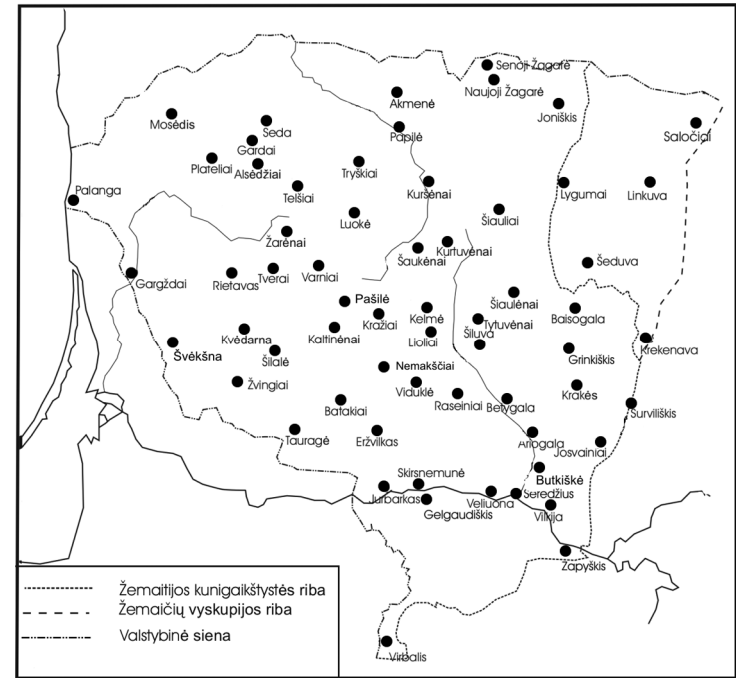 Senoji Žagarė
Naujoji Žagarė
Akmenė
Joniškis
Mosėdis
Seda
Papilė
Saločiai
Gardai
Plateliai
Alsėdžiai
Tryškiai
Telšiai
Kuršėnai
Lygumai
Linkuva
Palanga
Luokė
Šiauliai
Žarėnai
Šaukėnai
Kurtuvėnai
Gargždai
Rietavas
Tverai
Varniai
Šeduva
Pašilė
Šiaulėnai
Kražiai
Kelmė
Tytuvėnai
Baisogala
Kvėdarna
Kaltinėnai
Lioliai
Šiluva
Švėkšna
Šilalė
Grinkiškis
Krekenava
Nemakščiai
Žvingiai
Viduklė
Raseiniai
Betygala
Krakės
Batakiai
Surviliškis
Tauragė
Eržvilkas
Ariogala
Josvainiai
Skirsnemunė
Butkiškė
Jurbarkas
Veliuona
Seredžius
Gelgaudiškis
Vilkija
Zapyškis
Virbalis
Žemaitijos kunigaikštystės riba
Žemaičių vyskupijos riba
Valstybinė siena